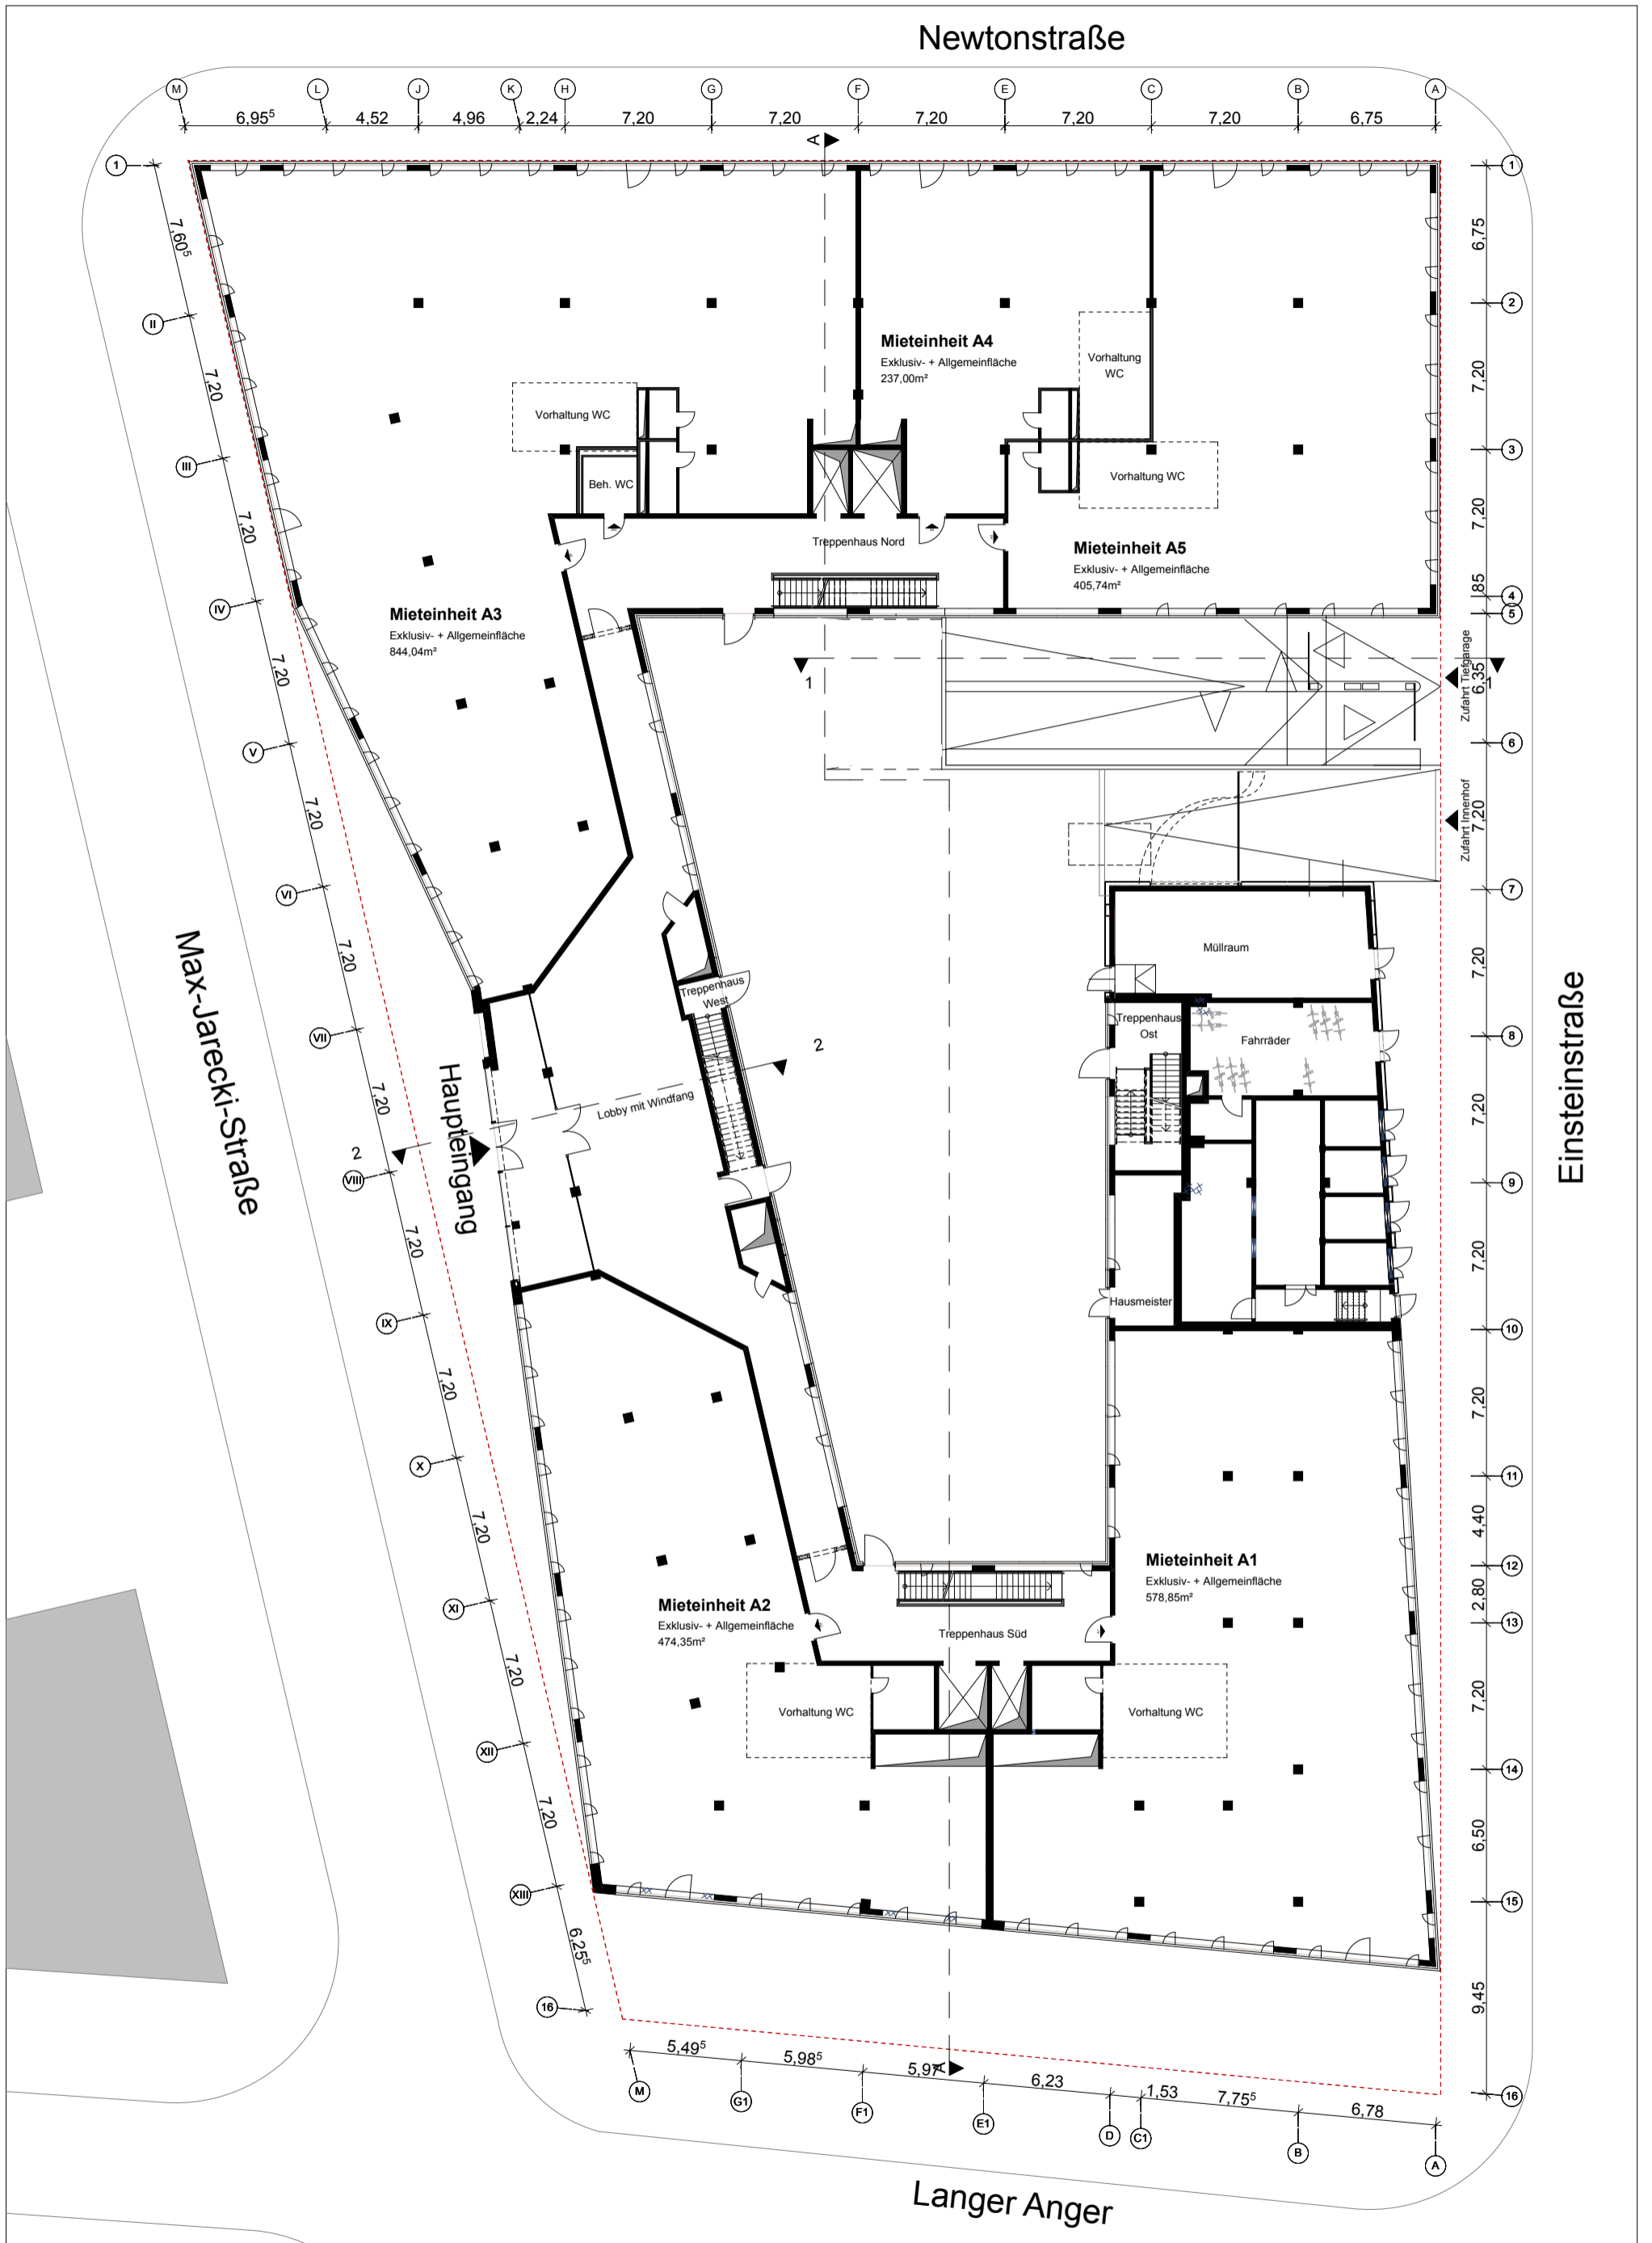 Newtonstraße
M L J K H G F E C B A
6,95⁵ 4,52 4,96 2,24 7,20 7,20 7,20 7,20 7,20 6,75
A
1 1
7,60⁵ 6,75
II 2
Mieteinheit A4
Exklusiv- + Allgemeinfläche
237,00m²
Vorhaltung
WC
7,20 7,20
Vorhaltung WC
III 3
Beh. WC
Vorhaltung WC
7,20 7,20
Treppenhaus Nord
Mieteinheit A5
Exklusiv- + Allgemeinfläche
405,74m²
,85
IV 4
5
Mieteinheit A3
Exklusiv- + Allgemeinfläche
844,04m²
7,20
1 1
6,35
Zufahrt Tiefgarage
V 6
7,20 7,20
Zufahrt Innenhof
VI 7
Max-Jarecki-Straße
7,20 7,20
Müllraum
Treppenhaus
West
Einsteinstraße
VII 8
Treppenhaus
Ost
Fahrräder
2
Haupteingang
Lobby mit Windfang
7,20 7,20
2
VIII 9
7,20 7,20
Hausmeister
IX 10
7,20 7,20
X 11
7,20 4,40
Mieteinheit A1
Exklusiv- + Allgemeinfläche
578,85m²
12
2,80
XI 13
Mieteinheit A2
Exklusiv- + Allgemeinfläche
474,35m²
Treppenhaus Süd
7,20 7,20
Vorhaltung WC Vorhaltung WC
XII 14
7,20 6,50
XIII 15
6,25⁵ 9,45
16
5,49⁵ 5,98⁵ 5,97 A 6,23 1,53 7,75⁵ 6,78
M G1 F1 E1 D C1 B A
16
Langer Anger